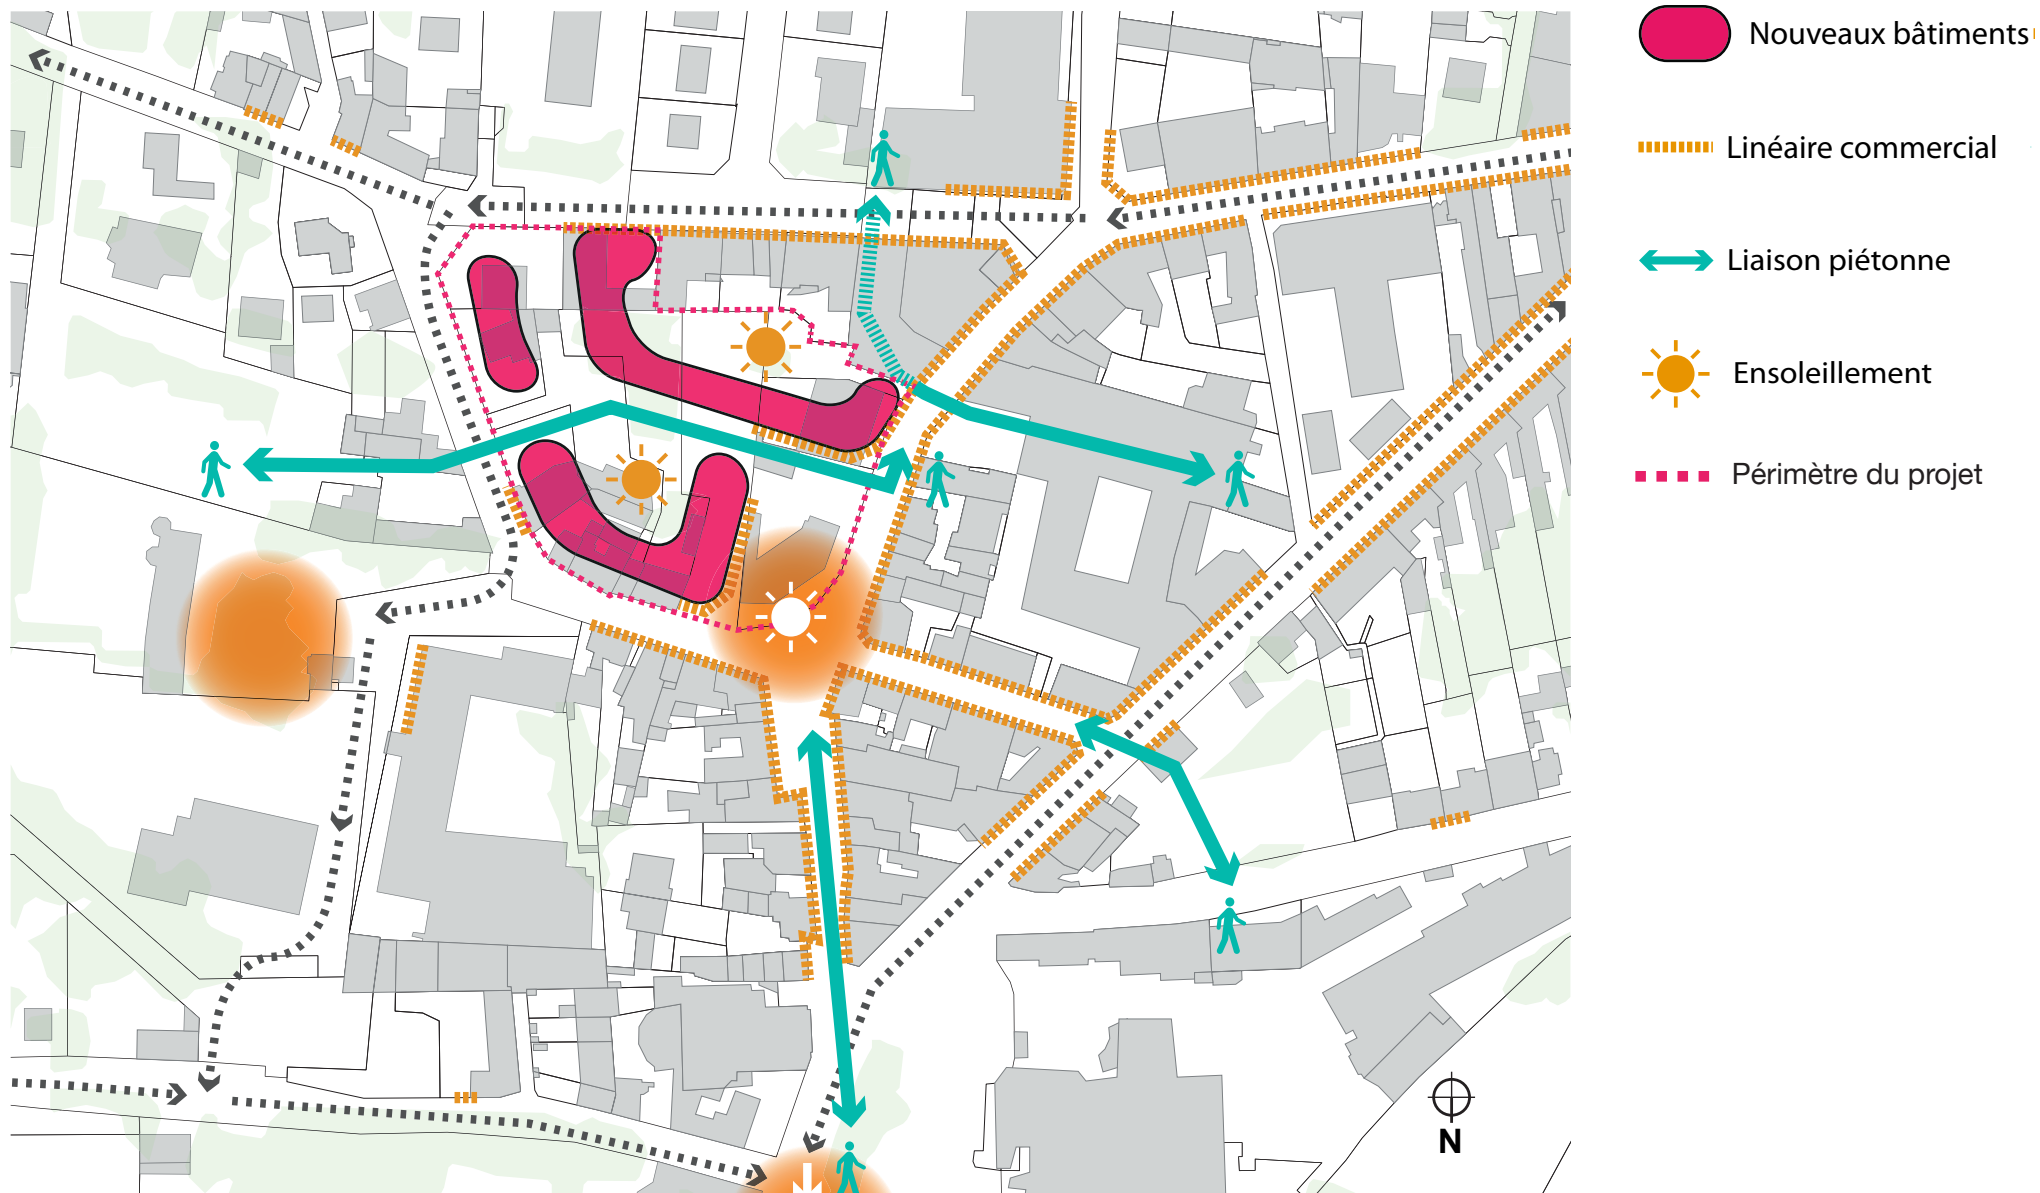 Nouveaux bâtiments
Linéaire commercial
Liaison piétonne
Ensoleillement
Périmètre du projet
N